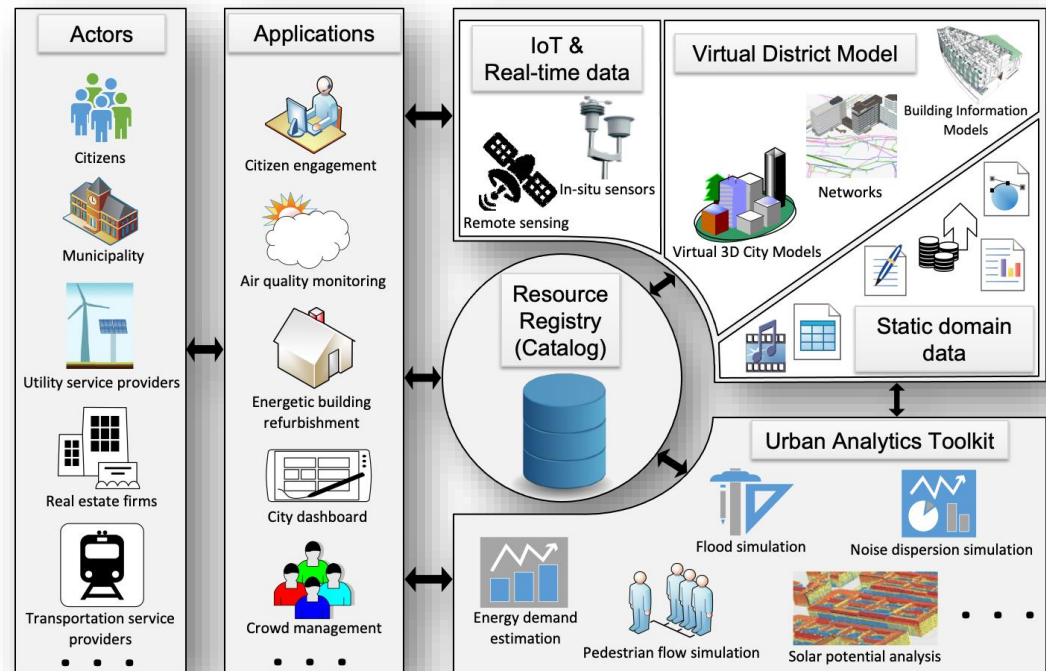 Actors
Citizens
Municipality
Utility service providers
Real estate firms
Transportation service
providers
. . .
Applications
Citizen engagement
Air quality monitoring
Energetic building
refurbishment
City dashboard
Crowd management
. . .
IoT &
Real-time data
In-situ sensors
Remote sensing
Virtual District Model
Building Information
Models
Networks
Virtual 3D City Models
Static domain
data
Resource
Registry
(Catalog)
Urban Analytics Toolkit
Flood simulation
Noise dispersion simulation
Energy demand
estimation
Pedestrian flow simulation
Solar potential analysis
. . .